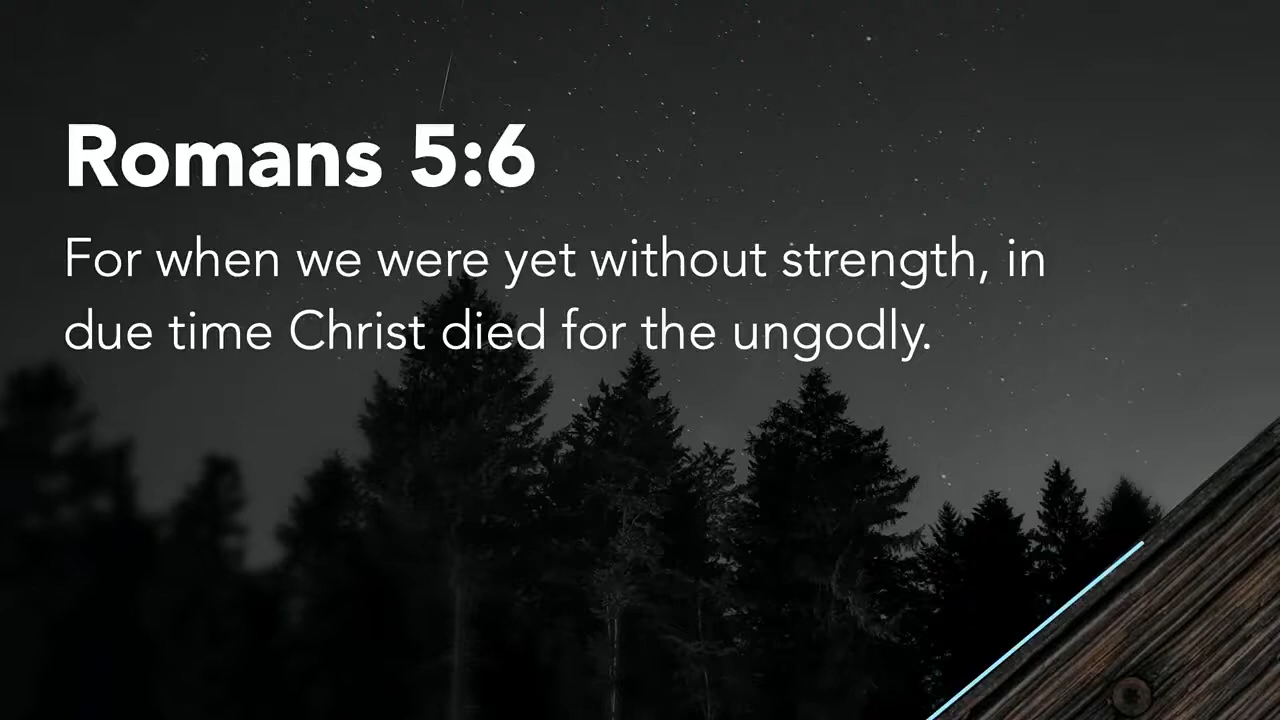 Romans 5:6
For when we were yet without strength, in
due time Christ died for the ungodly.